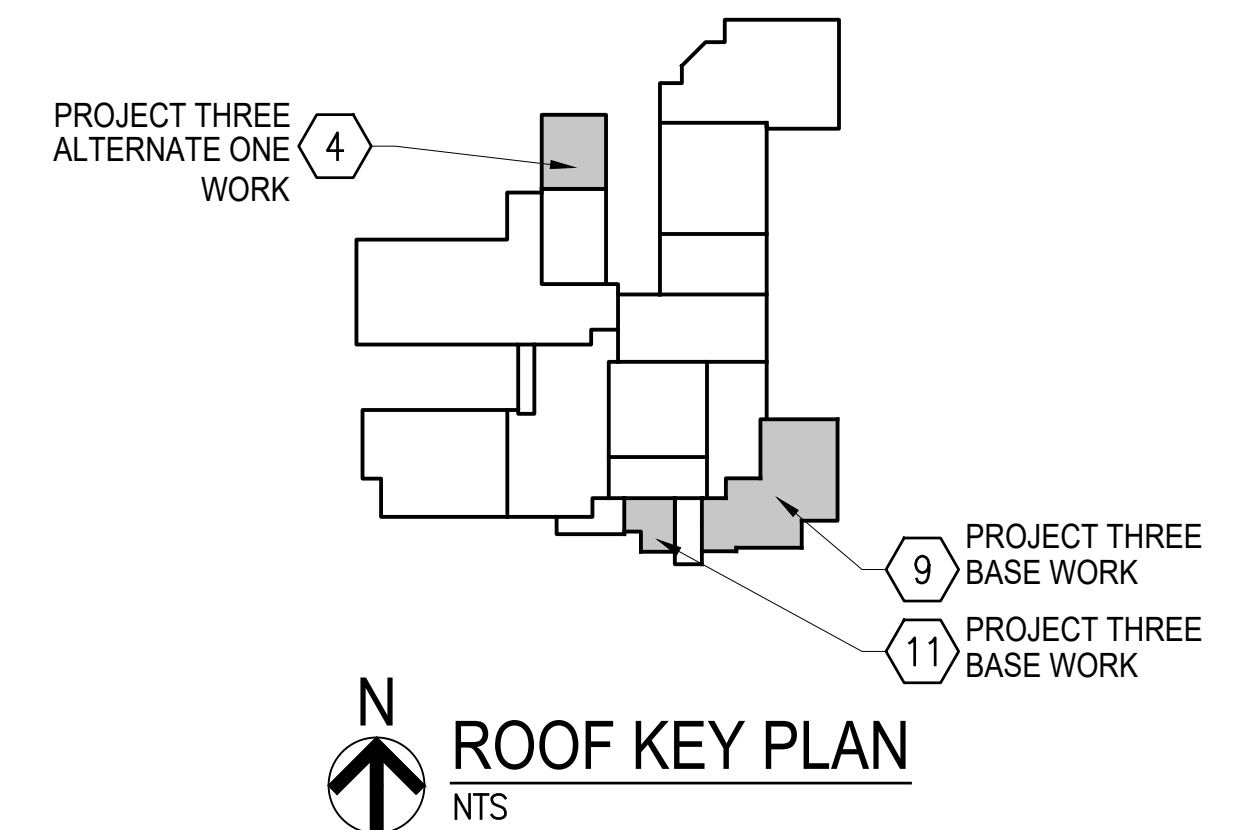 PROJECT THREE
ALTERNATE ONE
WORK
4
9
PROJECT THREE
BASE WORK
11
PROJECT THREE
BASE WORK
N
ROOF KEY PLAN
NTS